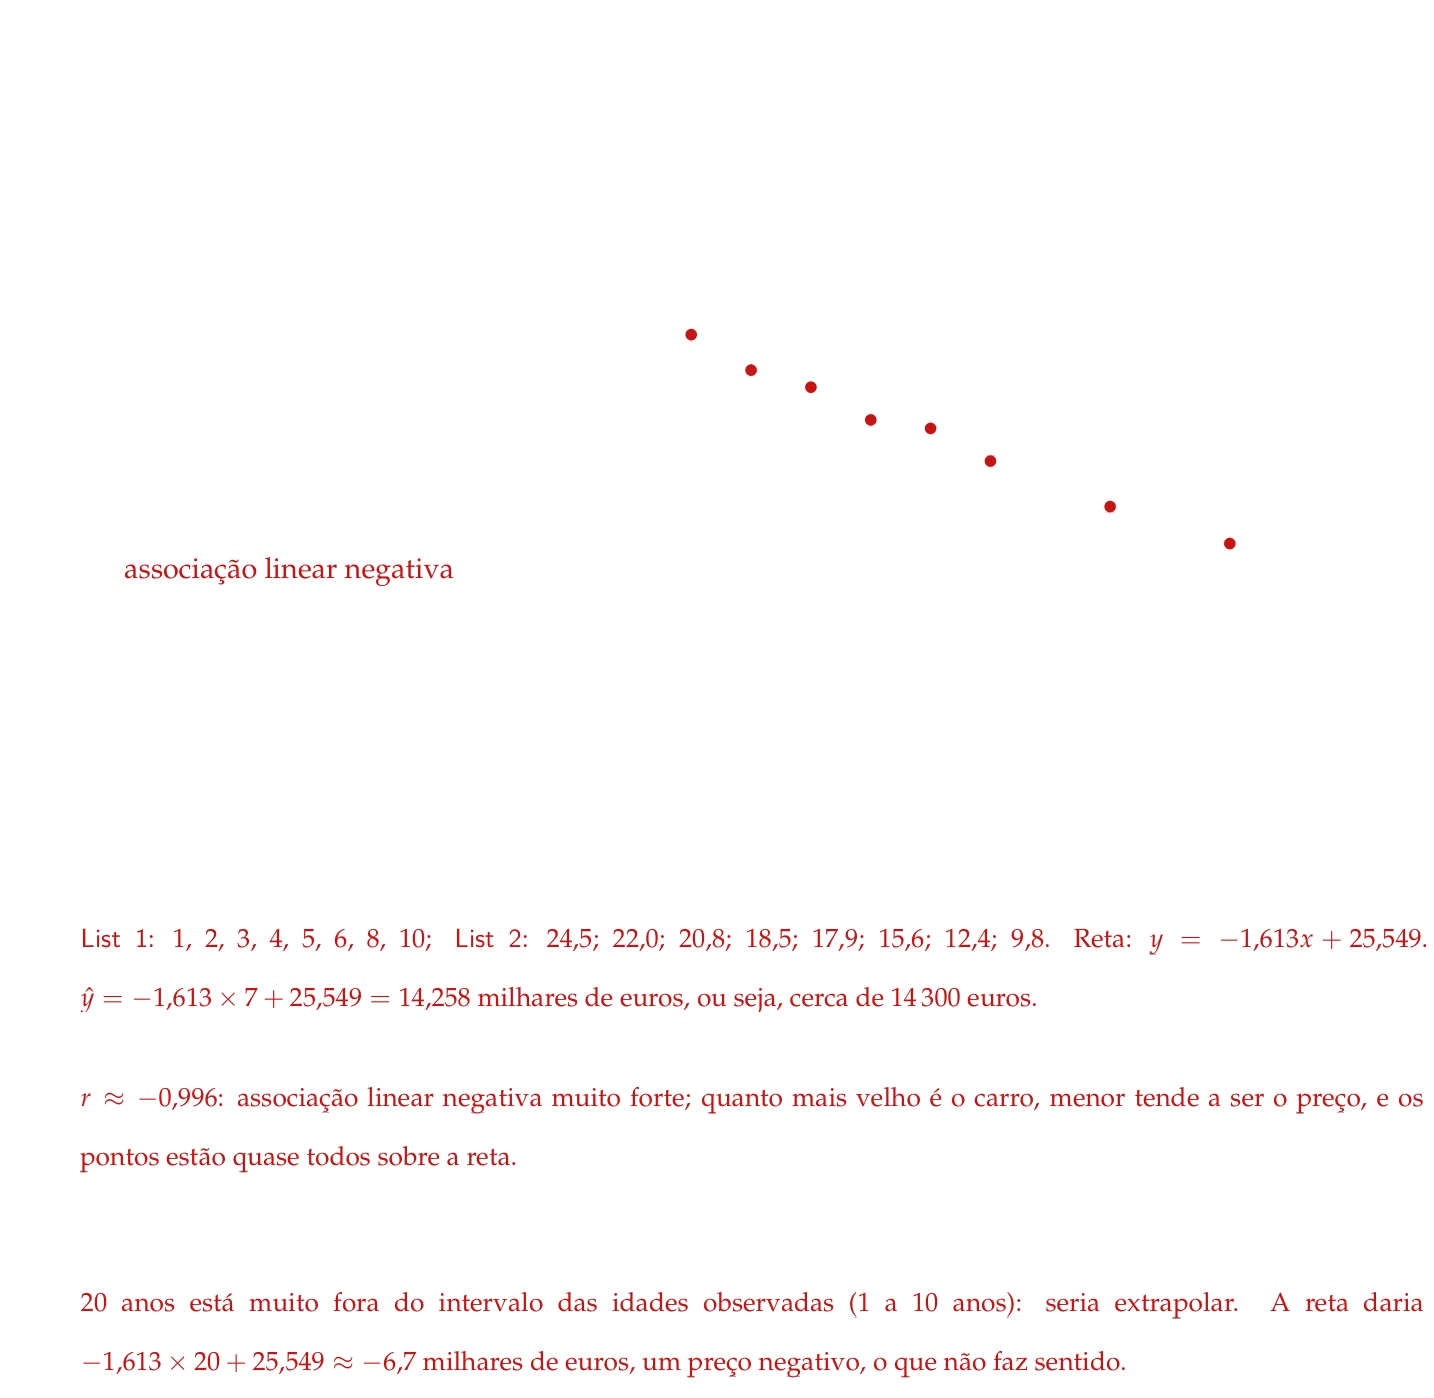 associação linear negativa
List 1: 1, 2, 3, 4, 5, 6, 8, 10; List 2: 24,5; 22,0; 20,8; 18,5; 17,9; 15,6; 12,4; 9,8. Reta: y = −1,613x + 25,549.
ŷ = −1,613 × 7 + 25,549 = 14,258 milhares de euros, ou seja, cerca de 14 300 euros.
r ≈ −0,996: associação linear negativa muito forte; quanto mais velho é o carro, menor tende a ser o preço, e os
pontos estão quase todos sobre a reta.
20 anos está muito fora do intervalo das idades observadas (1 a 10 anos): seria extrapolar. A reta daria
−1,613 × 20 + 25,549 ≈ −6,7 milhares de euros, um preço negativo, o que não faz sentido.